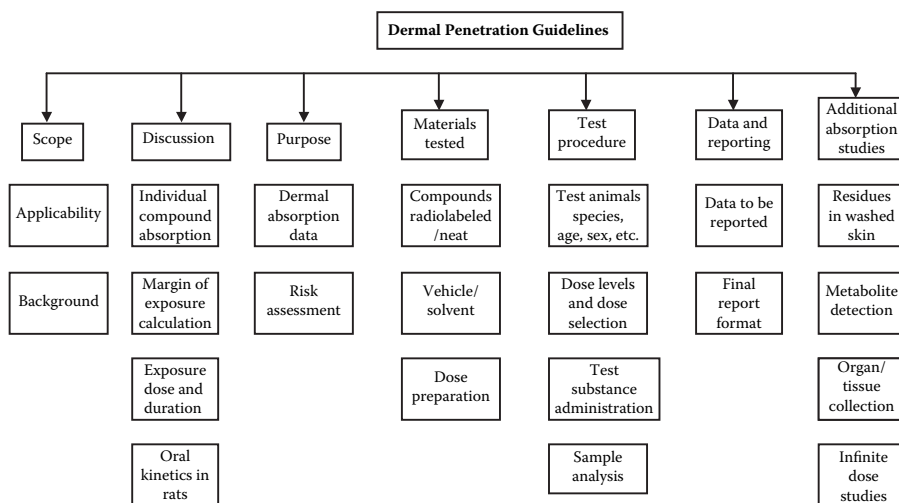 Dermal Penetration Guidelines
Scope
Discussion
Purpose
Materials
tested
Test
procedure
Data and
reporting
Additional
absorption
studies
Applicability
Individual
compound
absorption
Dermal
absorption
data
Compounds
radiolabeled
/neat
Test animals
species,
age, sex, etc.
Data to be
reported
Residues
in washed
skin
Background
Margin of
exposure
calculation
Risk
assessment
Vehicle/
solvent
Dose levels
and dose
selection
Final
report
format
Metabolite
detection
Exposure
dose and
duration
Dose
preparation
Test
substance
administration
Organ/
tissue
collection
Oral
kinetics in
rats
Sample
analysis
Infinite
dose
studies